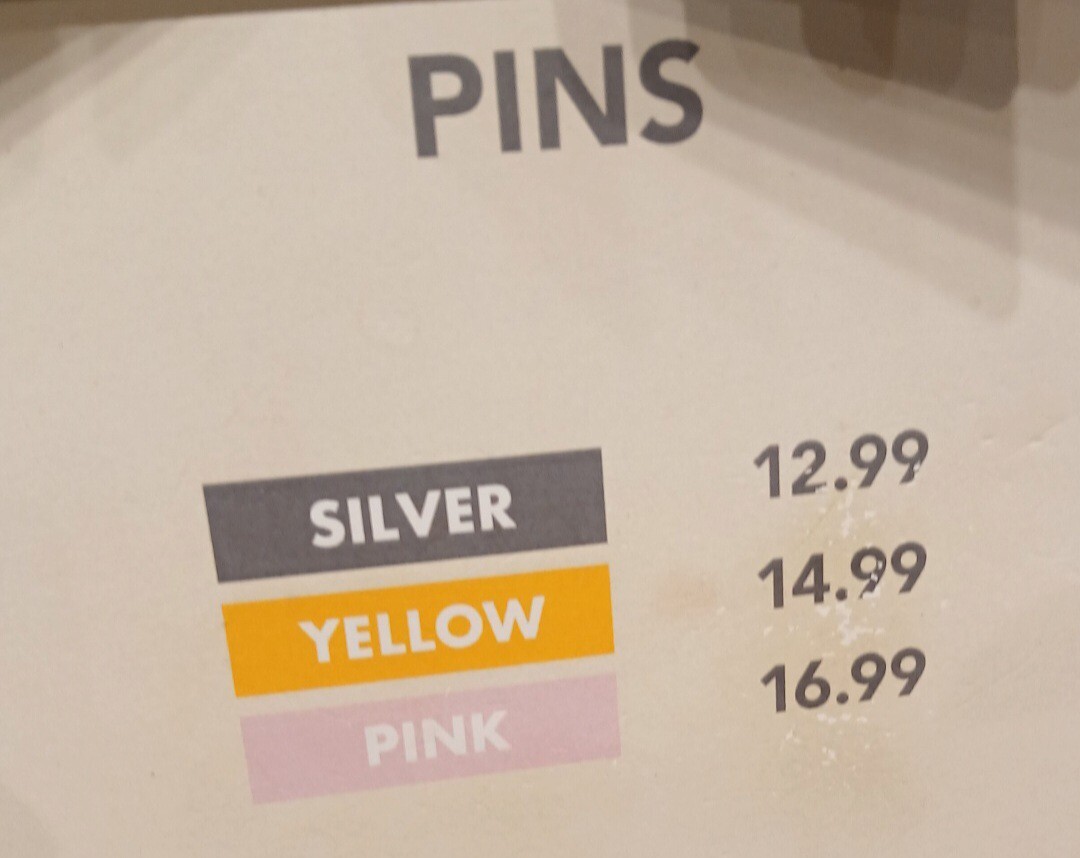 PINS
SILVER 12.99
YELLOW 14.99
PINK 16.99